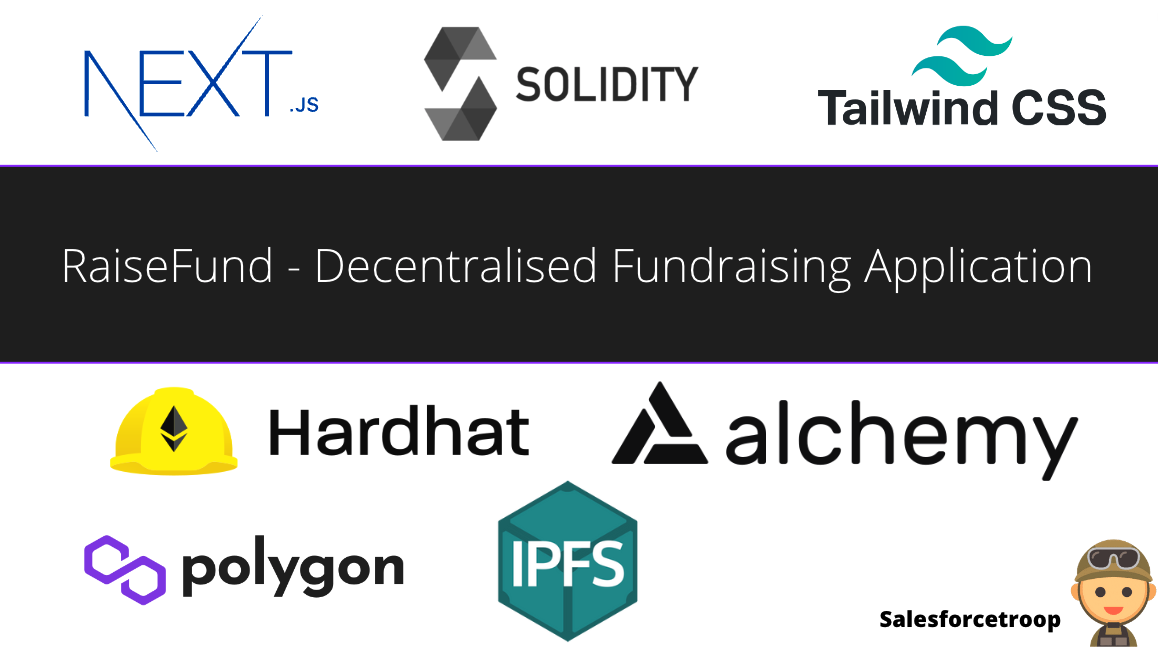 NEXT.JS
SOLIDITY
Tailwind CSS
RaiseFund - Decentralised Fundraising Application
Hardhat
alchemy
polygon
IPFS
Salesforcetroop